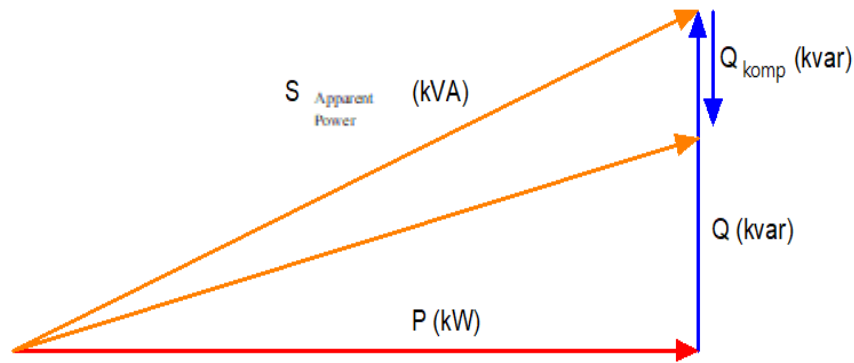 Q komp (kvar)
S Apparent Power (kVA)
Q (kvar)
P (kW)